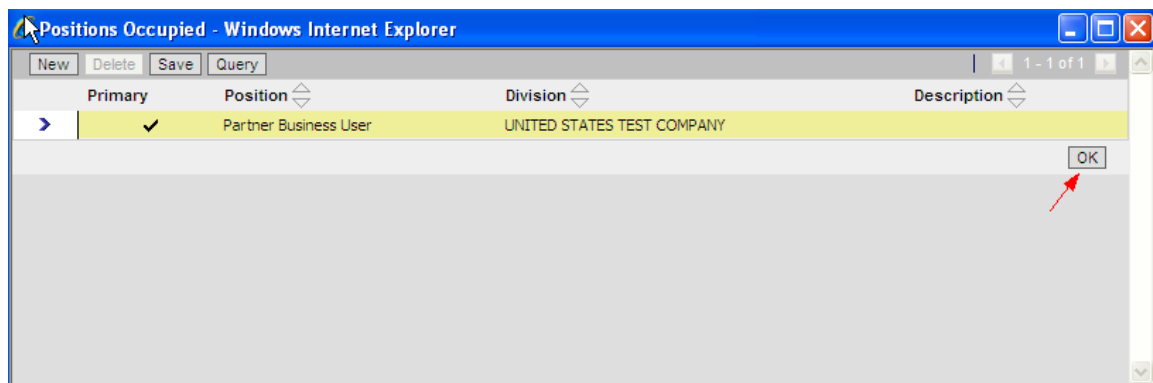 Positions Occupied - Windows Internet Explorer
New Delete Save Query 1 - 1 of 1
Primary Position Division Description
Partner Business User UNITED STATES TEST COMPANY
OK